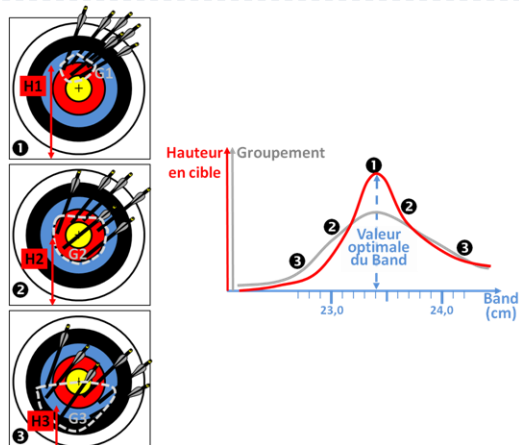 G1
H1
❶
H2
G2
❷
H3
G3
❸
Hauteur
en cible
Groupement
❶
❷
❷
❸
❸
Valeur
optimale
du Band
23,0
24,0
Band
(cm)